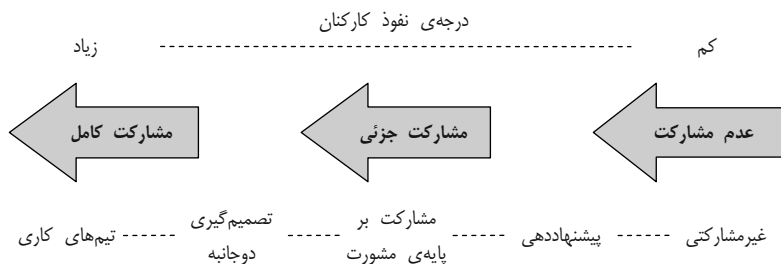 درجه‌ی نفوذ کارکنان
کم ---------- زیاد
عدم مشارکت
مشارکت جزئی
مشارکت کامل
غیرمشارکتی ------ پیشنهاددهی ------ مشارکت بر پایه‌ی مشورت ------ تصمیم‌گیری دوجانبه ------ تیم‌های کاری